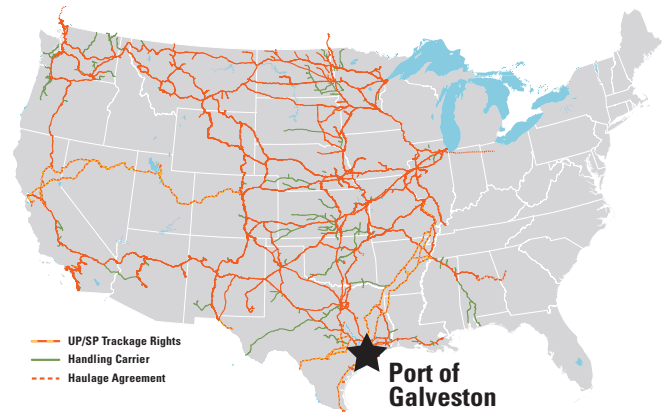 UP/SP Trackage Rights
Handling Carrier
Haulage Agreement
Port of
Galveston